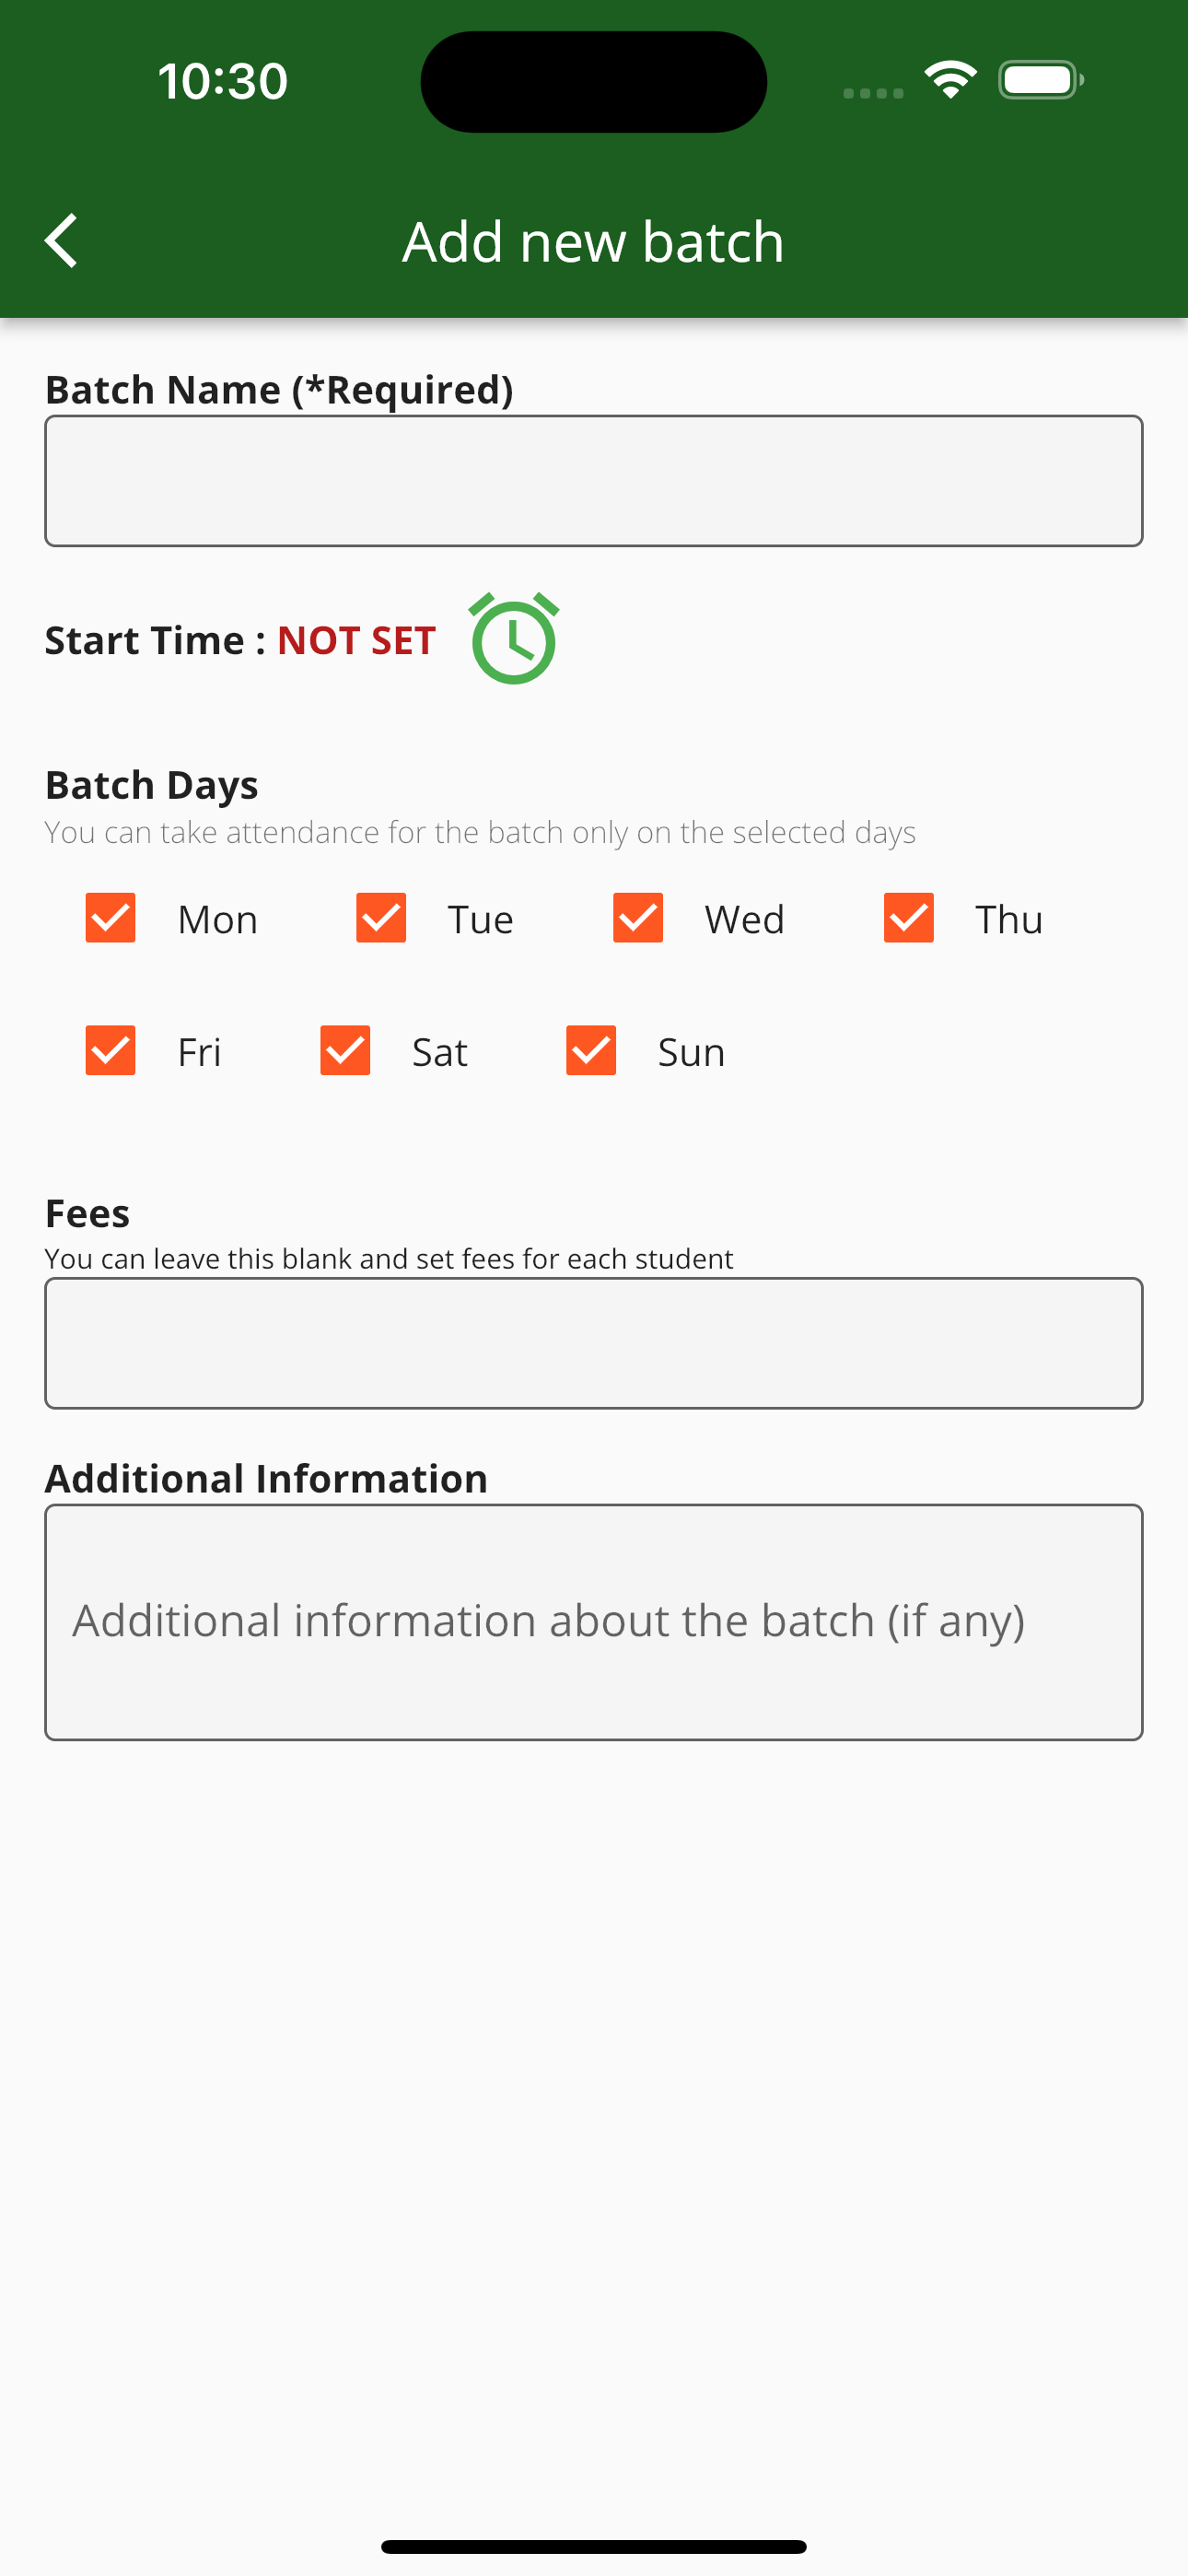 10:30
Add new batch
Batch Name (*Required)
Start Time : NOT SET
Batch Days
You can take attendance for the batch only on the selected days
Mon Tue Wed Thu
Fri Sat Sun
Fees
You can leave this blank and set fees for each student
Additional Information
Additional information about the batch (if any)